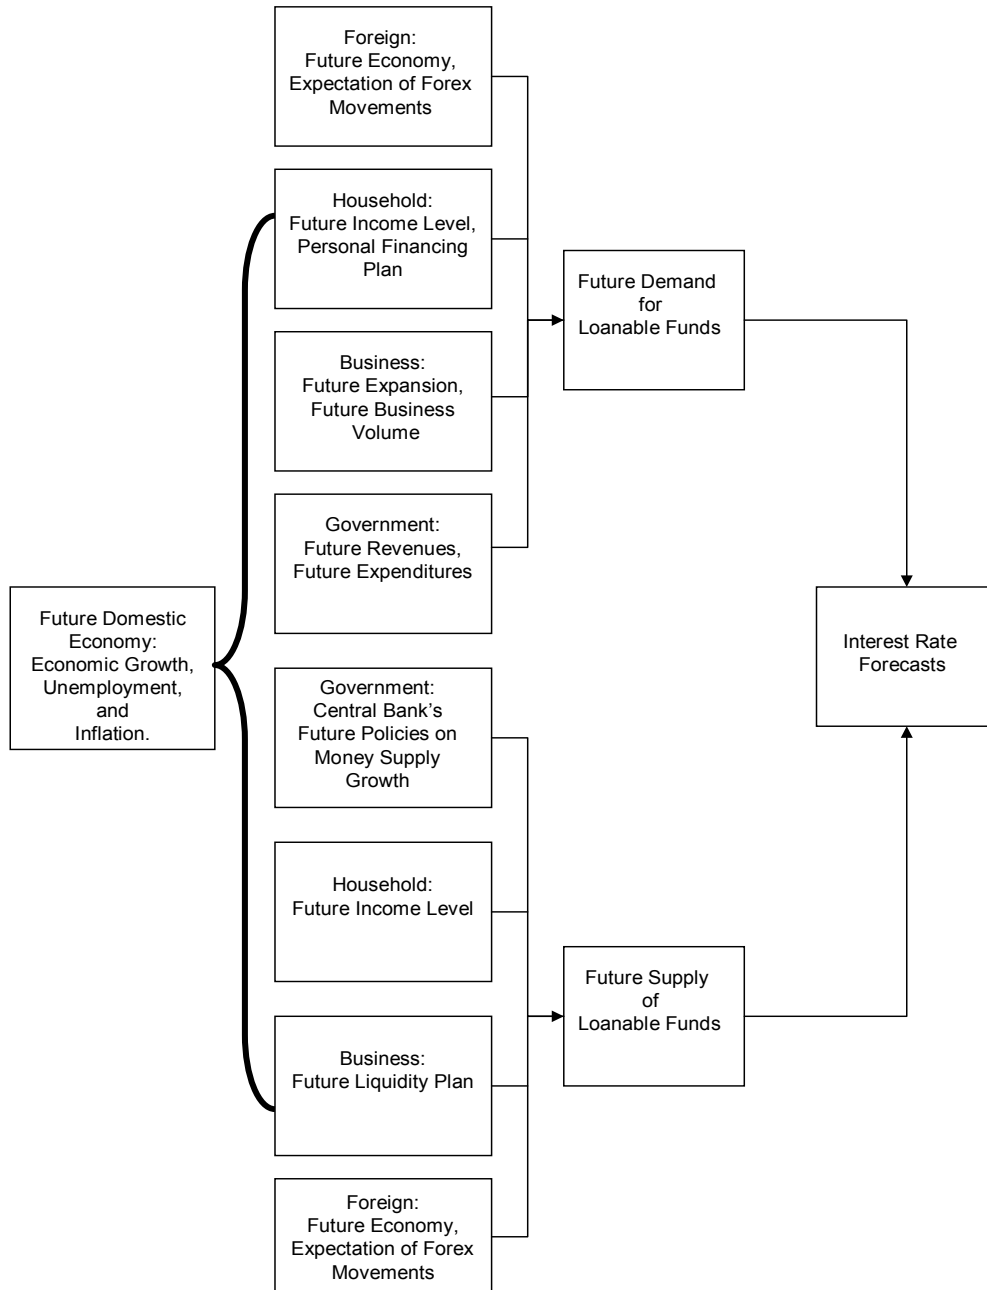 Foreign:
Future Economy,
Expectation of Forex
Movements
Household:
Future Income Level,
Personal Financing
Plan
Future Demand
for
Loanable Funds
Business:
Future Expansion,
Future Business
Volume
Government:
Future Revenues,
Future Expenditures
Future Domestic
Economy:
Economic Growth,
Unemployment,
and
Inflation.
Interest Rate
Forecasts
Government:
Central Bank's
Future Policies on
Money Supply
Growth
Household:
Future Income Level
Future Supply
of
Loanable Funds
Business:
Future Liquidity Plan
Foreign:
Future Economy,
Expectation of Forex
Movements